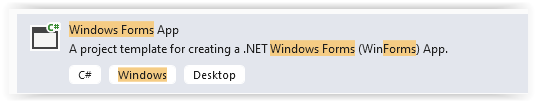 C#
Windows Forms App
A project template for creating a .NET Windows Forms (WinForms) App.
C# Windows Desktop